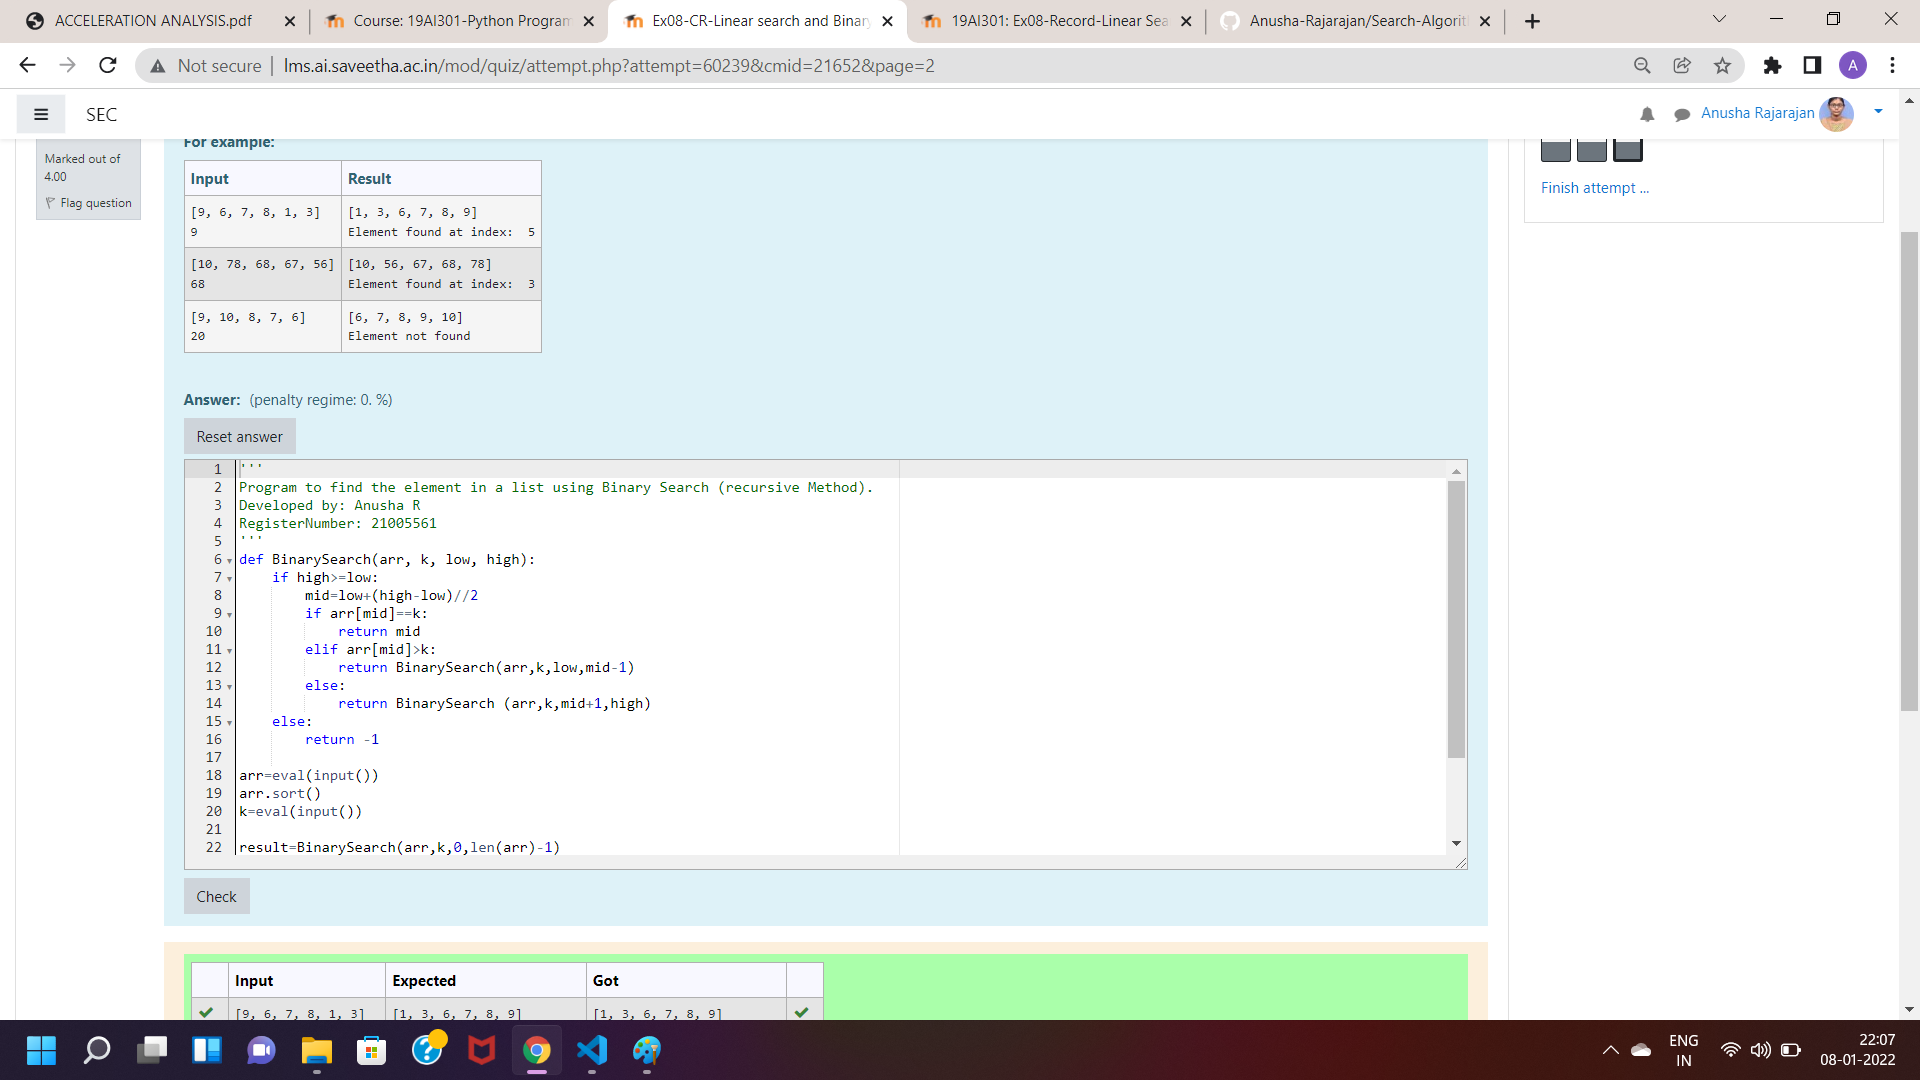 ACCELERATION ANALYSIS.pdf
Course: 19AI301-Python Program
Ex08-CR-Linear search and Binar
19AI301: Ex08-Record-Linear Sea
Anusha-Rajarajan/Search-Algorit
Not secure
lms.ai.saveetha.ac.in/mod/quiz/attempt.php?attempt=60239&cmid=21652&page=2
A
SEC
Anusha Rajarajan
Marked out of
4.00
Flag question
For example:
Input Result
[9, 6, 7, 8, 1, 3] [1, 3, 6, 7, 8, 9]
9 Element found at index:  5
[10, 78, 68, 67, 56] [10, 56, 67, 68, 78]
68 Element found at index:  3
[9, 10, 8, 7, 6] [6, 7, 8, 9, 10]
20 Element not found
Finish attempt ...
Answer: (penalty regime: 0. %)
Reset answer
1 '''
2 Program to find the element in a list using Binary Search (recursive Method).
3 Developed by: Anusha R
4 RegisterNumber: 21005561
5 '''
6 def BinarySearch(arr, k, low, high):
7     if high>=low:
8         mid=low+(high-low)//2
9         if arr[mid]==k:
10             return mid
11         elif arr[mid]>k:
12             return BinarySearch(arr,k,low,mid-1)
13         else:
14             return BinarySearch (arr,k,mid+1,high)
15     else:
16         return -1
17
18 arr=eval(input())
19 arr.sort()
20 k=eval(input())
21
22 result=BinarySearch(arr,k,0,len(arr)-1)
Check
Input Expected Got
[9, 6, 7, 8, 1, 3] [1, 3, 6, 7, 8, 9] [1, 3, 6, 7, 8, 9]
ENG
IN
22:07
08-01-2022